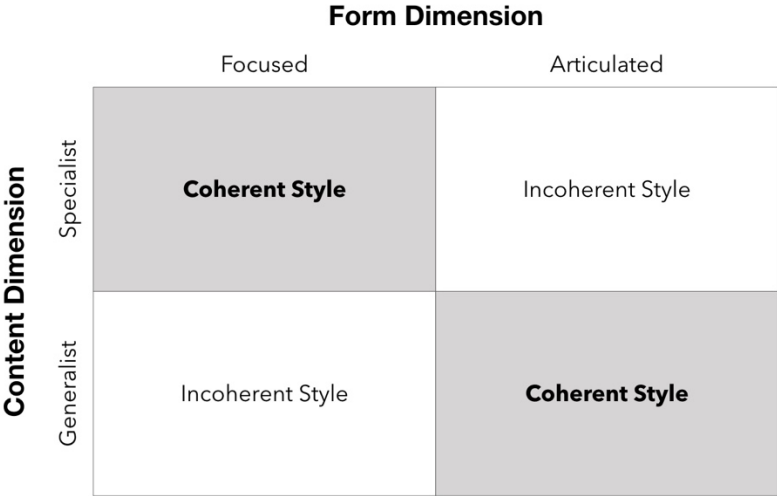 Form Dimension
Focused
Articulated
Content Dimension
Specialist
Coherent Style
Incoherent Style
Generalist
Incoherent Style
Coherent Style